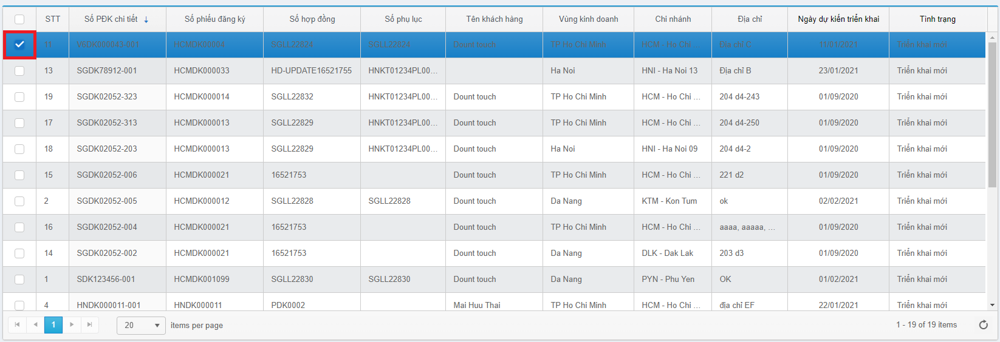 STT Số PĐK chi tiết ↓ Số phiếu đăng ký Số hợp đồng Số phụ lục Tên khách hàng Vùng kinh doanh Chi nhánh Địa chỉ Ngày dự kiến triển khai Tình trạng
11 V6DK000043-001 HCMDK00004 SGLL22824 SGLL22824 Dount touch TP Ho Chi Minh HCM - Ho Chi Địa chỉ C 11/01/2021 Triển khai mới
13 SGDK78912-001 HCMDK000033 HD-UPDATE16521755 HNKT01234PL00... Ha Noi HNI - Ha Noi 13 Địa chỉ B 23/01/2021 Triển khai mới
19 SGDK02052-323 HCMDK000014 SGLL22832 HNKT01234PL00... Dount touch TP Ho Chi Minh HCM - Ho Chi ... 204 d4-243 01/09/2020 Triển khai mới
17 SGDK02052-313 HCMDK000013 SGLL22829 HNKT01234PL00... Dount touch TP Ho Chi Minh HCM - Ho Chi ... 204 d4-250 01/09/2020 Triển khai mới
18 SGDK02052-203 HCMDK000013 SGLL22829 HNKT01234PL00... Dount touch Ha Noi HNI - Ha Noi 09 204 d4-2 01/09/2020 Triển khai mới
15 SGDK02052-006 HCMDK000021 16521753 Dount touch TP Ho Chi Minh HCM - Ho Chi ... 221 d2 01/09/2020 Triển khai mới
2 SGDK02052-005 HCMDK000012 SGLL22828 SGLL22828 Dount touch Da Nang KTM - Kon Tum ok 02/02/2021 Triển khai mới
16 SGDK02052-004 HCMDK000021 16521753 Dount touch TP Ho Chi Minh HCM - Ho Chi ... aaaa, aaaaa, ... 01/09/2020 Triển khai mới
14 SGDK02052-002 HCMDK000021 16521753 Dount touch Da Nang DLK - Dak Lak 203 d3 01/09/2020 Triển khai mới
1 SDK123456-001 HCMDK001099 SGLL22830 SGLL22830 Dount touch Da Nang PYN - Phu Yen OK 01/02/2021 Triển khai mới
4 HNDK000011-001 HNDK000011 PDK0002 Mai Huu Thai TP Ho Chi Minh HCM - Ho Chi ... địa chỉ EF 22/01/2021 Triển khai mới
1 20 items per page 1 - 19 of 19 items